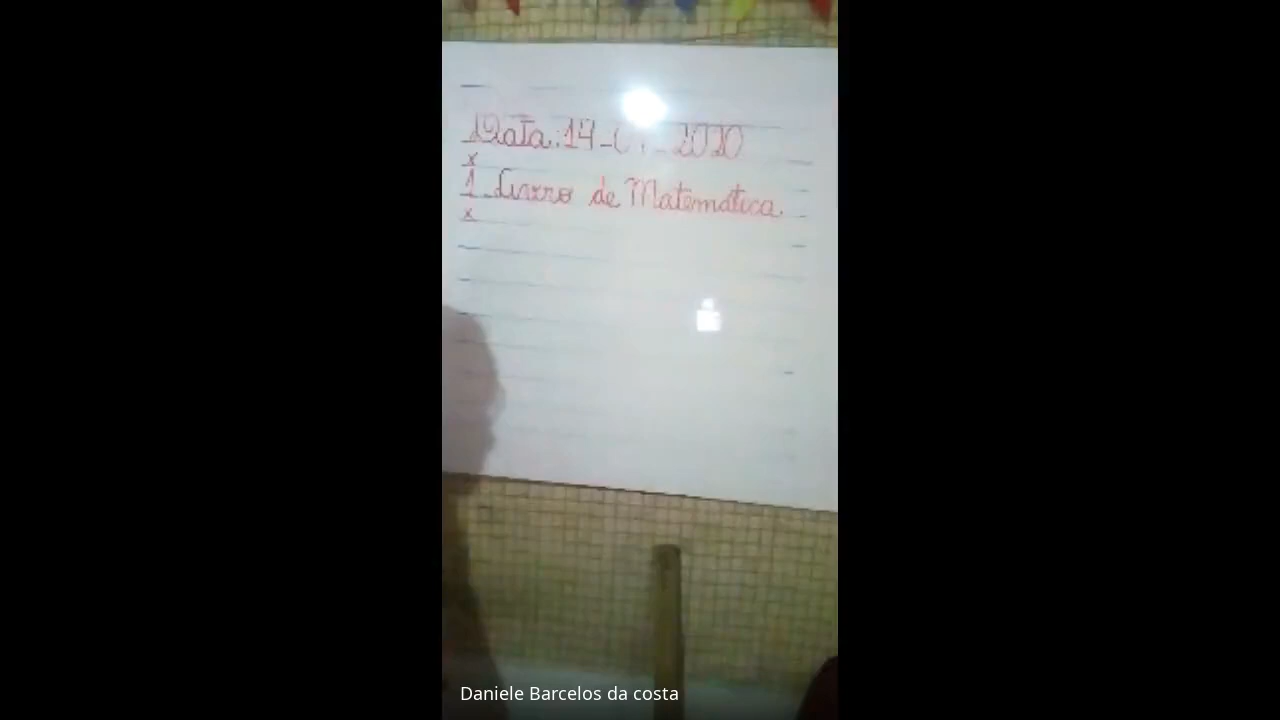 Data: 14 - 2020
x
1 - Livro de Matemática.
x
Daniele Barcelos da costa